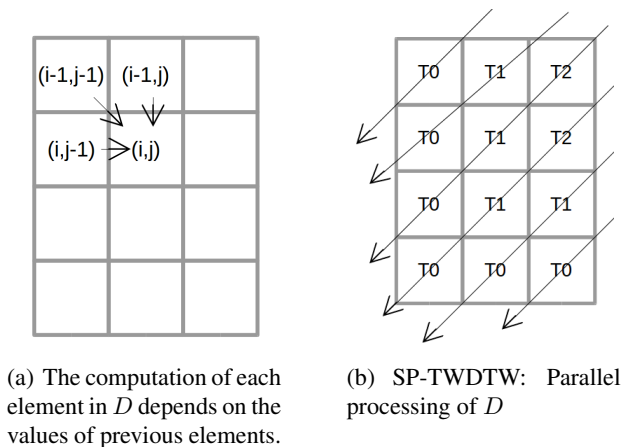 (i-1,j-1) (i-1,j)
(i,j-1) (i,j)
T0 T1 T2
T0 T1 T2
T0 T1 T1
T0 T0 T0
(a) The computation of each
element in D depends on the
values of previous elements.
(b) SP-TWDTW: Parallel
processing of D